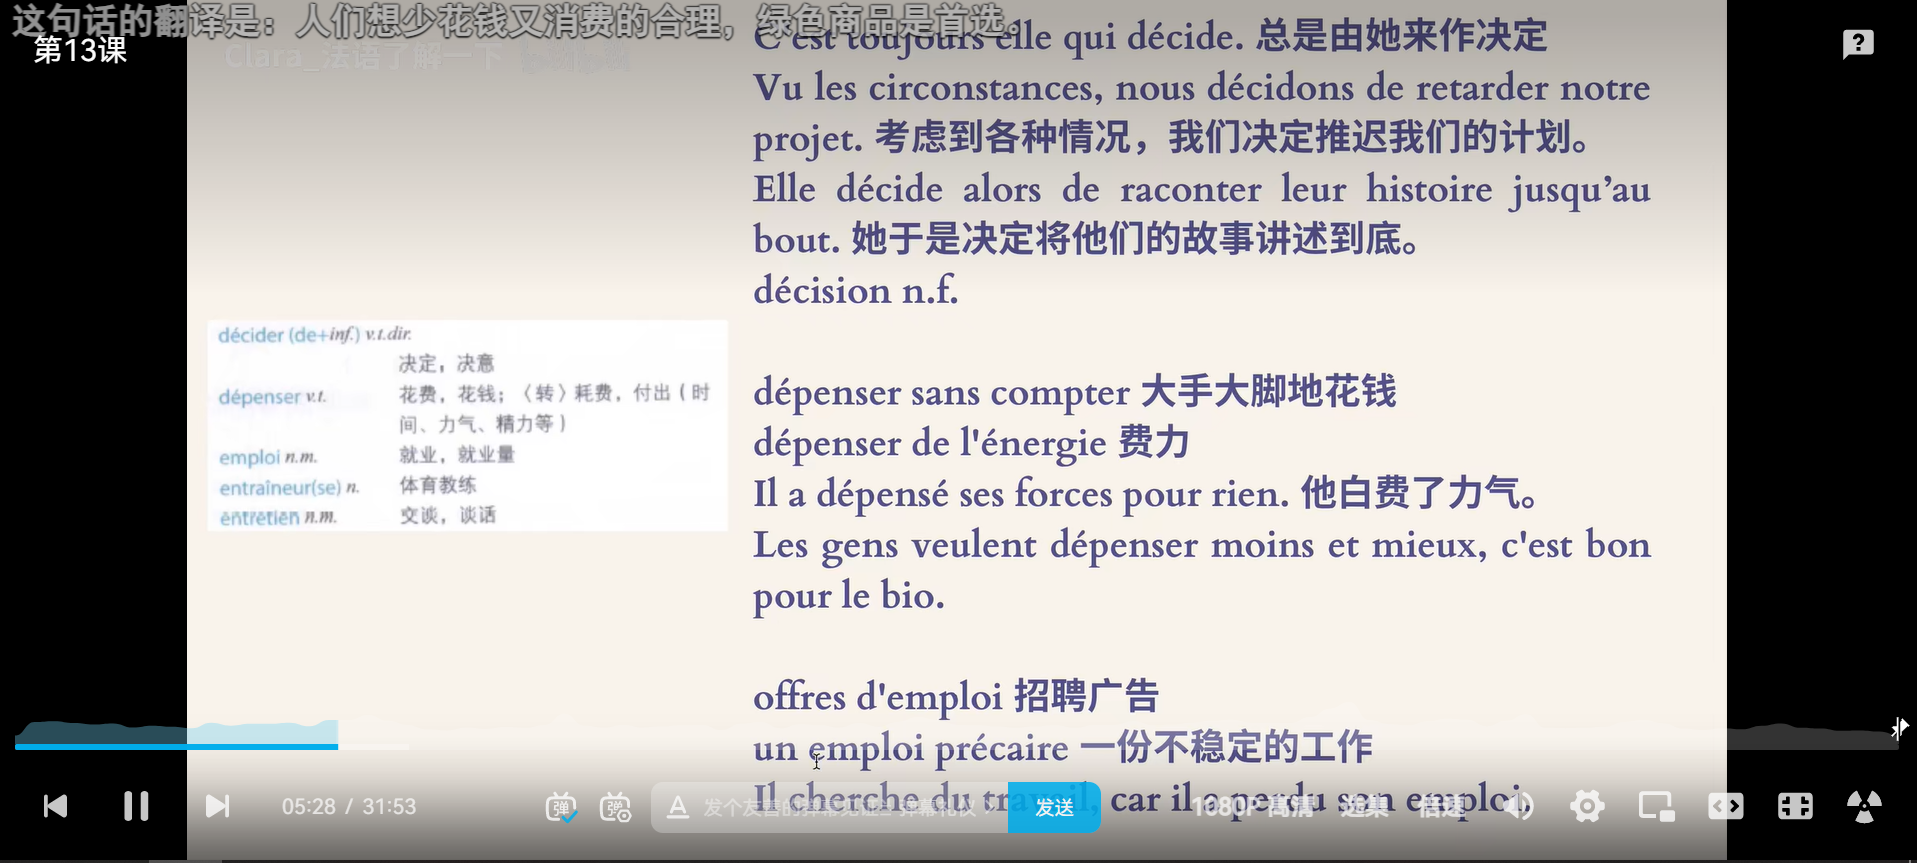 这句话的翻译是：人们想少花钱又消费的合理，绿色商品是首选。
第13课
Clara_法语了解一下
C'est toujours elle qui décide. 总是由她来作决定
Vu les circonstances, nous décidons de retarder notre
projet. 考虑到各种情况，我们决定推迟我们的计划。
Elle décide alors de raconter leur histoire jusqu’au
bout. 她于是决定将他们的故事讲述到底。
décision n.f.
décider (de+inf.) v.t.dir.
决定，决意
dépenser v.t. 花费，花钱；〈转〉耗费，付出（时
间、力气、精力等）
emploi n.m. 就业，就业量
entraîneur(se) n. 体育教练
entretien n.m. 交谈，谈话
dépenser sans compter 大手大脚地花钱
dépenser de l'énergie 费力
Il a dépensé ses forces pour rien. 他白费了力气。
Les gens veulent dépenser moins et mieux, c'est bon
pour le bio.
offres d'emploi 招聘广告
un emploi précaire 一份不稳定的工作
Il cherche du travail, car il a perdu son emploi.
05:28 / 31:53
发个友善的弹幕见证
发送
1080P 高清
选集
倍速